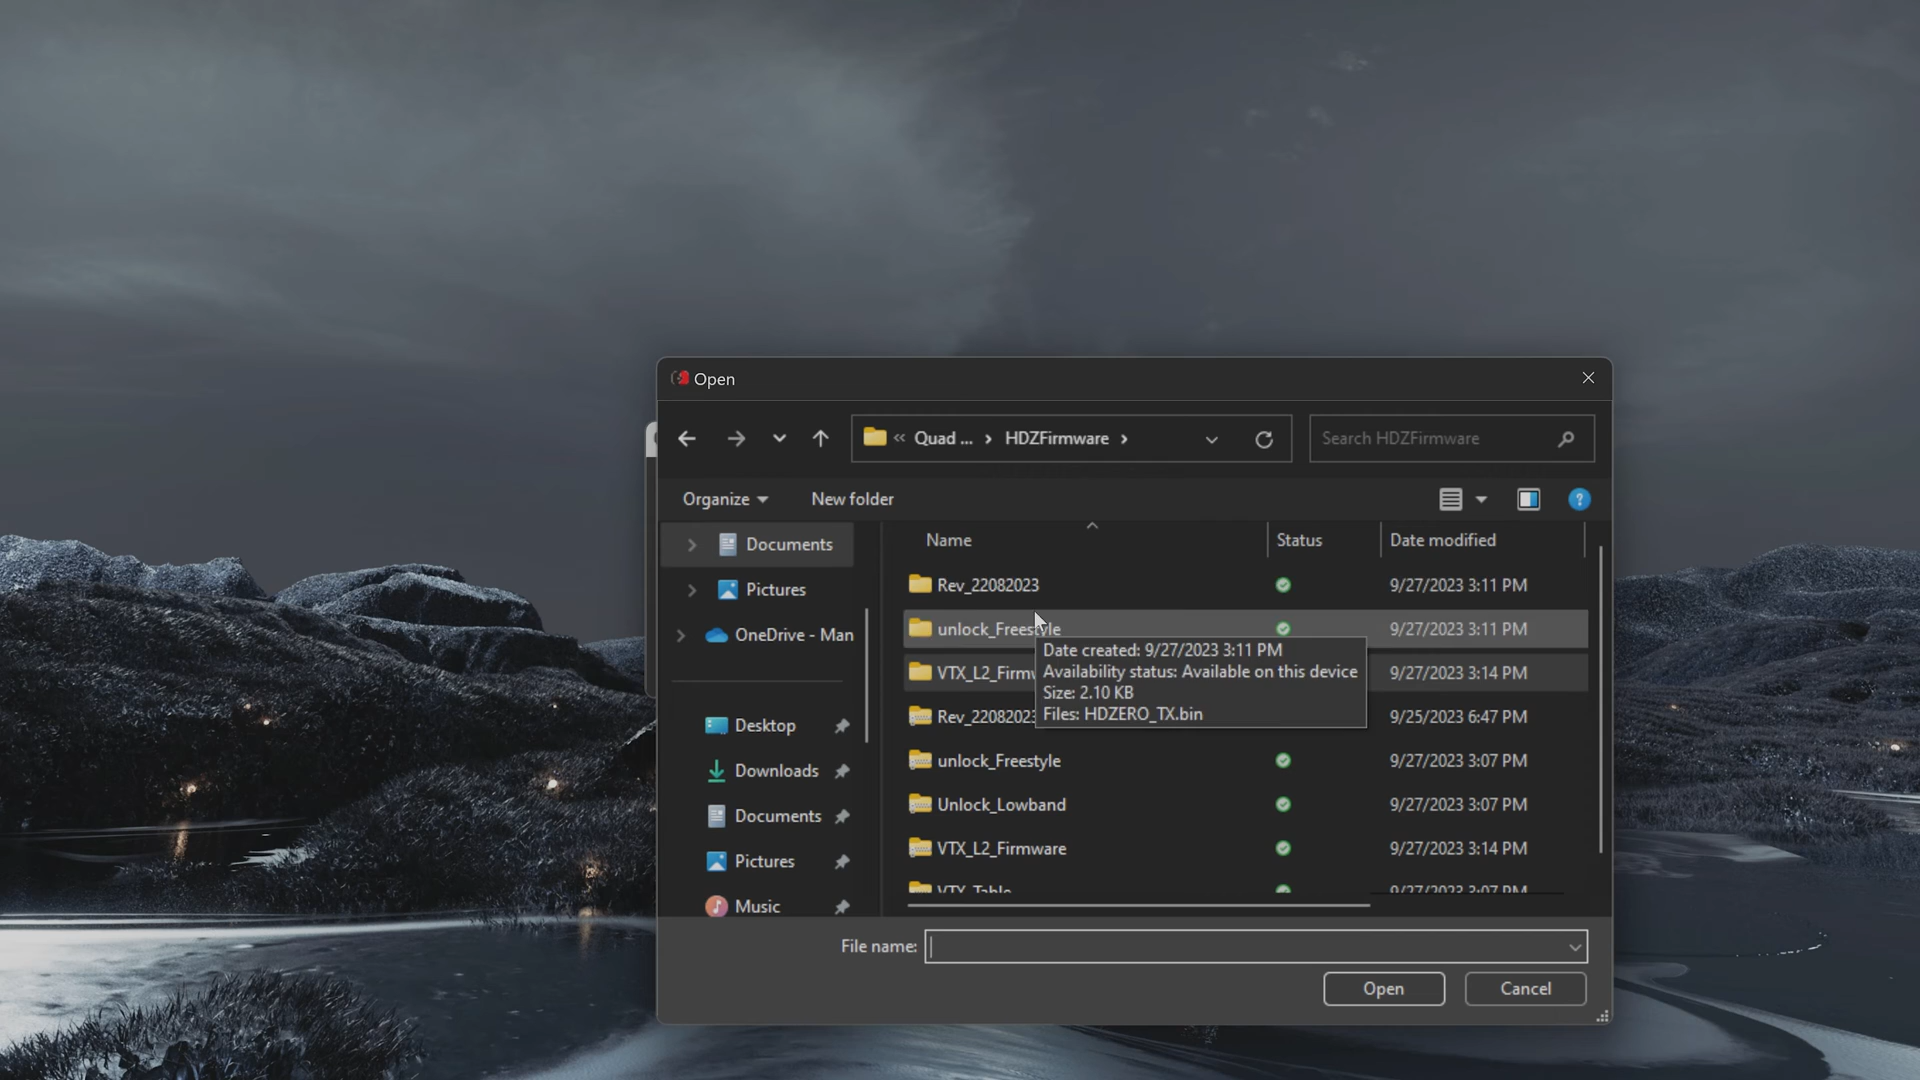 Open
Quad ... HDZFirmware
Search HDZFirmware
Organize
New folder
Documents
Pictures
OneDrive - Man
Desktop
Downloads
Documents
Pictures
Music
Name Status Date modified
Rev_22082023 9/27/2023 3:11 PM
unlock_Freestyle 9/27/2023 3:11 PM
VTX_L2_Firmw 9/27/2023 3:14 PM
Rev_22082023 9/25/2023 6:47 PM
unlock_Freestyle 9/27/2023 3:07 PM
Unlock_Lowband 9/27/2023 3:07 PM
VTX_L2_Firmware 9/27/2023 3:14 PM
VTX_Table 9/27/2023 3:07 PM
Date created: 9/27/2023 3:11 PM
Availability status: Available on this device
Size: 2.10 KB
Files: HDZERO_TX.bin
File name:
Open
Cancel